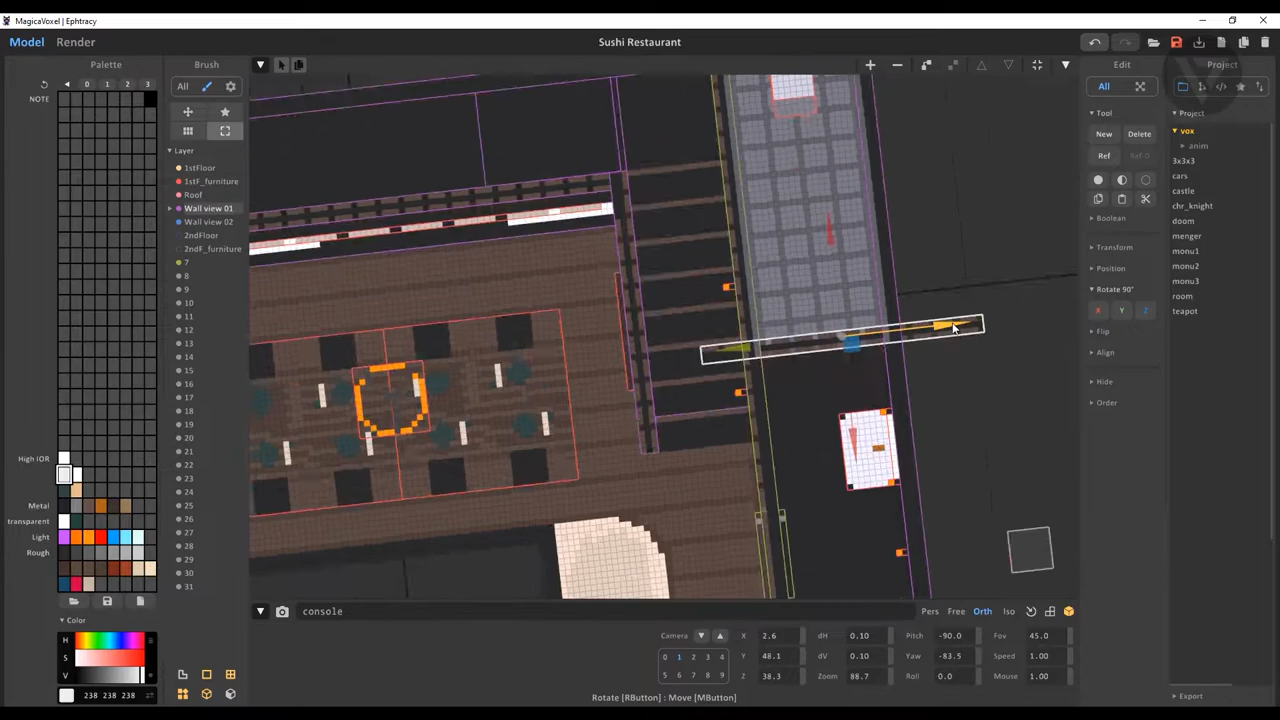 MagicaVoxel | Ephtracy
Model Render
Sushi Restaurant
Palette
0 1 2 3
NOTE
High IOR
Metal
transparent
Light
Rough
Color
H
S
V
238 238 238
Brush
All
Layer
1stFloor
1stF_furniture
Roof
Wall view 01
Wall view 02
2ndFloor
2ndF_furniture
7
8
9
10
11
12
13
14
15
16
17
18
19
20
21
22
23
24
25
26
27
28
29
30
31
console
Pers Free Orth Iso
Camera X 2.6 dH 0.10 Pitch -90.0 Fov 45.0
0 1 2 3 4 Y 48.1 dV 0.10 Yaw -83.5 Speed 1.00
5 6 7 8 9 Z 38.3 Zoom 88.7 Roll 0.0 Mouse 1.00
Rotate [RButton] : Move [MButton]
Edit
All
Tool
New Delete
Ref Ref-D
Boolean
Transform
Position
Rotate 90°
X Y Z
Flip
Align
Hide
Order
Project
Project
vox
anim
3x3x3
cars
castle
chr_knight
doom
menger
monu1
monu2
monu3
room
teapot
Export